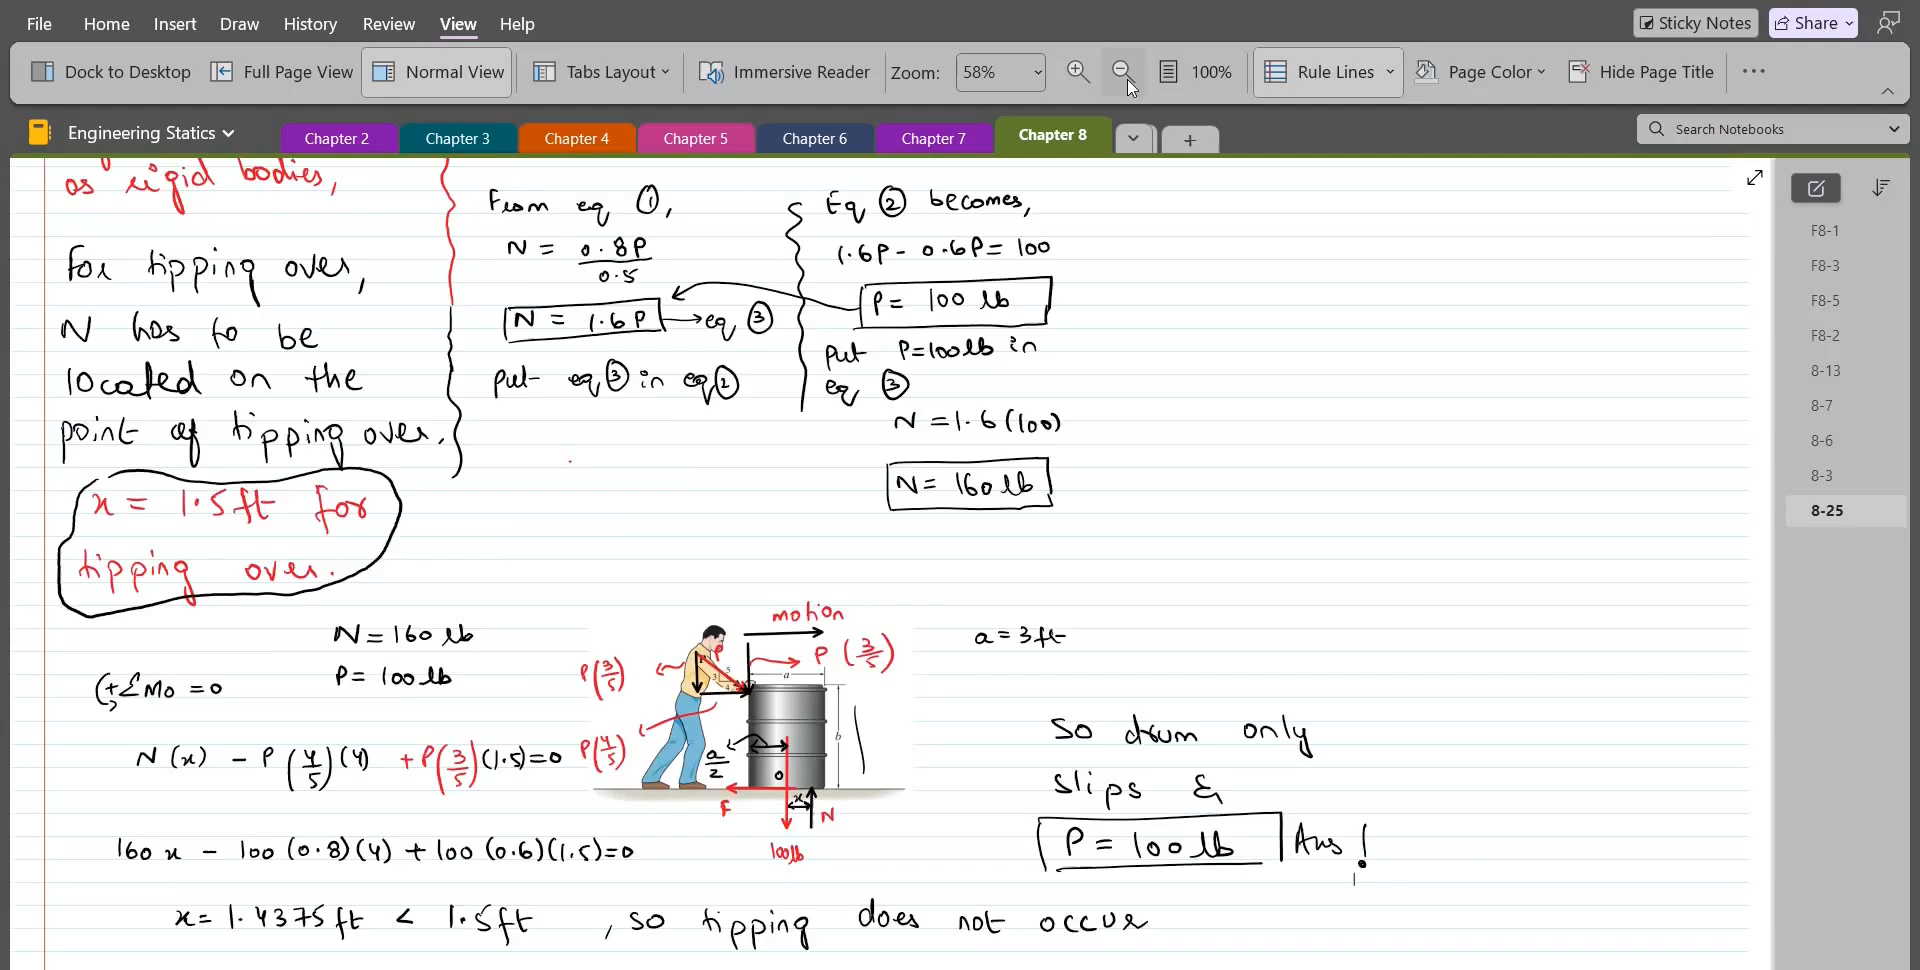 File Home Insert Draw History Review View Help
Sticky Notes Share
Dock to Desktop Full Page View Normal View Tabs Layout Immersive Reader Zoom: 58% 100% Rule Lines Page Color Hide Page Title
Engineering Statics Chapter 2 Chapter 3 Chapter 4 Chapter 5 Chapter 6 Chapter 7 Chapter 8
Search Notebooks
F8-1
F8-3
F8-5
F8-2
8-13
8-7
8-6
8-3
8-25
as rigid bodies,
For tipping over,
N has to be
located on the
point of tipping over.
x = 1.5ft for
tipping over.
From eq ①,
N = 0.8P / 0.5
N = 1.6P → eq ③
put eq ③ in eq ②
Eq ② becomes,
1.6P - 0.6P = 100
P = 100 lb
Put P=100lb in
eq ③
N = 1.6 (100)
N = 160 lb
N = 160 lb
P = 100 lb
(+ΣMo = 0
N(x) - P(4/5)(4) + P(3/5)(1.5) = 0
160x - 100(0.8)(4) + 100(0.6)(1.5)=0
x = 1.4375 ft < 1.5ft , so tipping does not occur
motion
P(3/5)
P
P(3/5)
5
3
4
a
b
P(4/5)
a/2
O
F
x
N
100lb
a = 3ft
So drum only
slips &
P = 100 lb Ans!